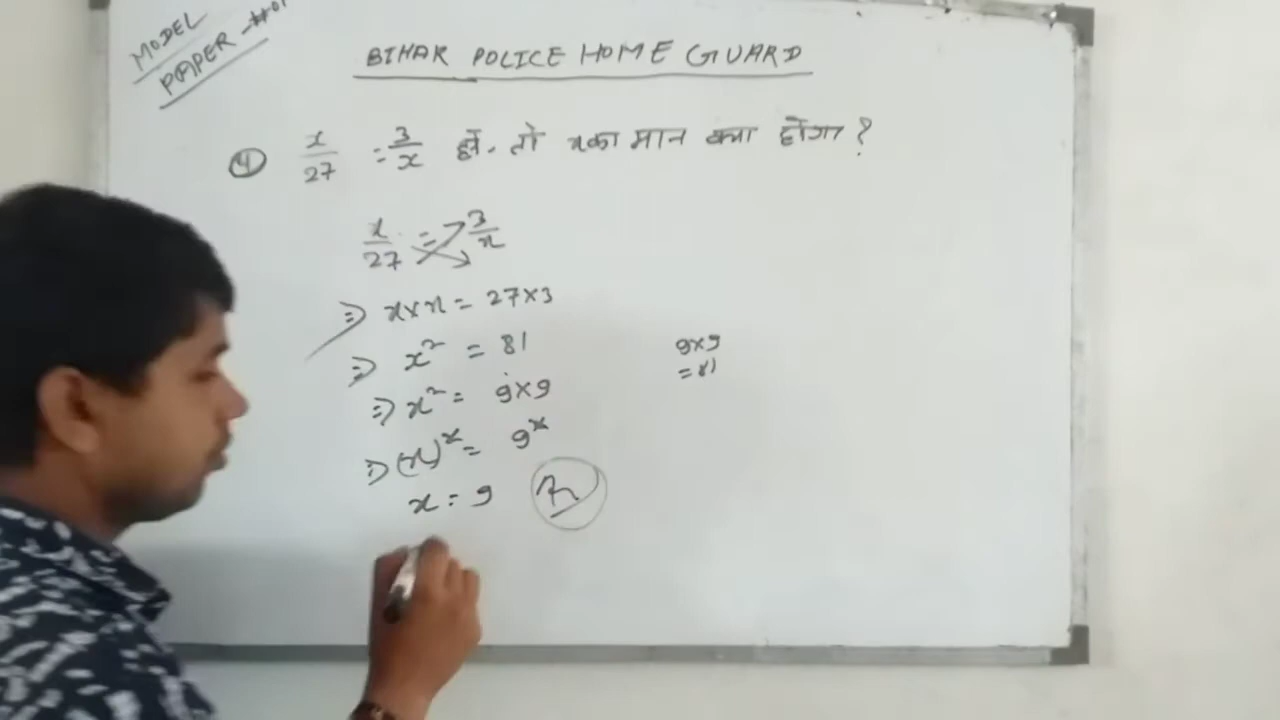 MODEL
PAPER -
BIHAR POLICE HOME GUARD
④ x/27 = 3/x हो. तो xका मान क्या होगा ?
x/27 = 3/x
⇒ x×x = 27×3
⇒ x² = 81
9×9
= 81
⇒ x² = 9×9
⇒ (x)² = 9²
x = 9